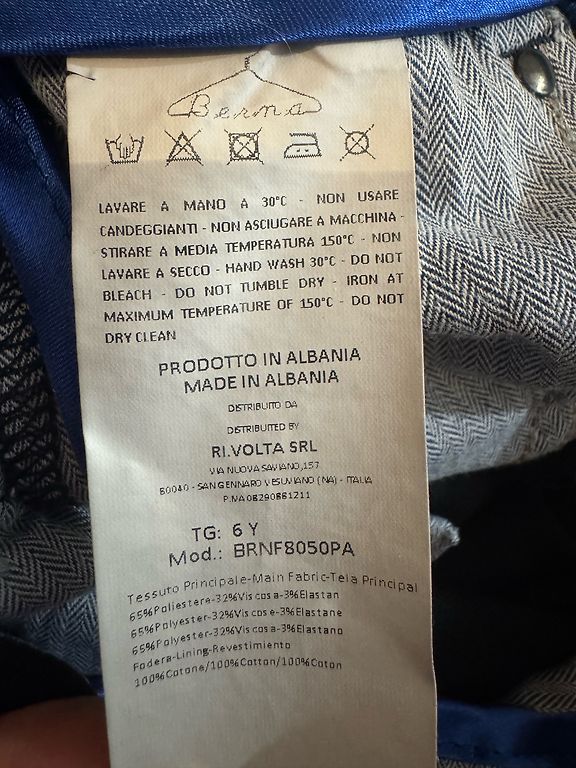 Berna
LAVARE A MANO A 30°C - NON USARE
CANDEGGIANTI - NON ASCIUGARE A MACCHINA -
STIRARE A MEDIA TEMPERATURA 150°C - NON
LAVARE A SECCO - HAND WASH 30°C - DO NOT
BLEACH - DO NOT TUMBLE DRY - IRON AT
MAXIMUM TEMPERATURE OF 150°C - DO NOT
DRY CLEAN
PRODOTTO IN ALBANIA
MADE IN ALBANIA
DISTRIBUITO DA
DISTRIBUTED BY
RI.VOLTA SRL
VIA NUOVA SAVIANO,157
80040 - SAN GENNARO VESUVIANO (NA) - ITALIA
P.IVA 08290881211
TG: 6 Y
Mod.: BRNF8050PA
Tessuto Principale-Main Fabric-Tela Principal
65%Poliestere-32%Viscosa-3%Elastan
65%Polyester-32%Viscose-3%Elastane
65%Polyester-32%Viscosa-3%Elastano
Fodera-Lining-Revestimiento
100%Cotone/100%Cotton/100%Coton